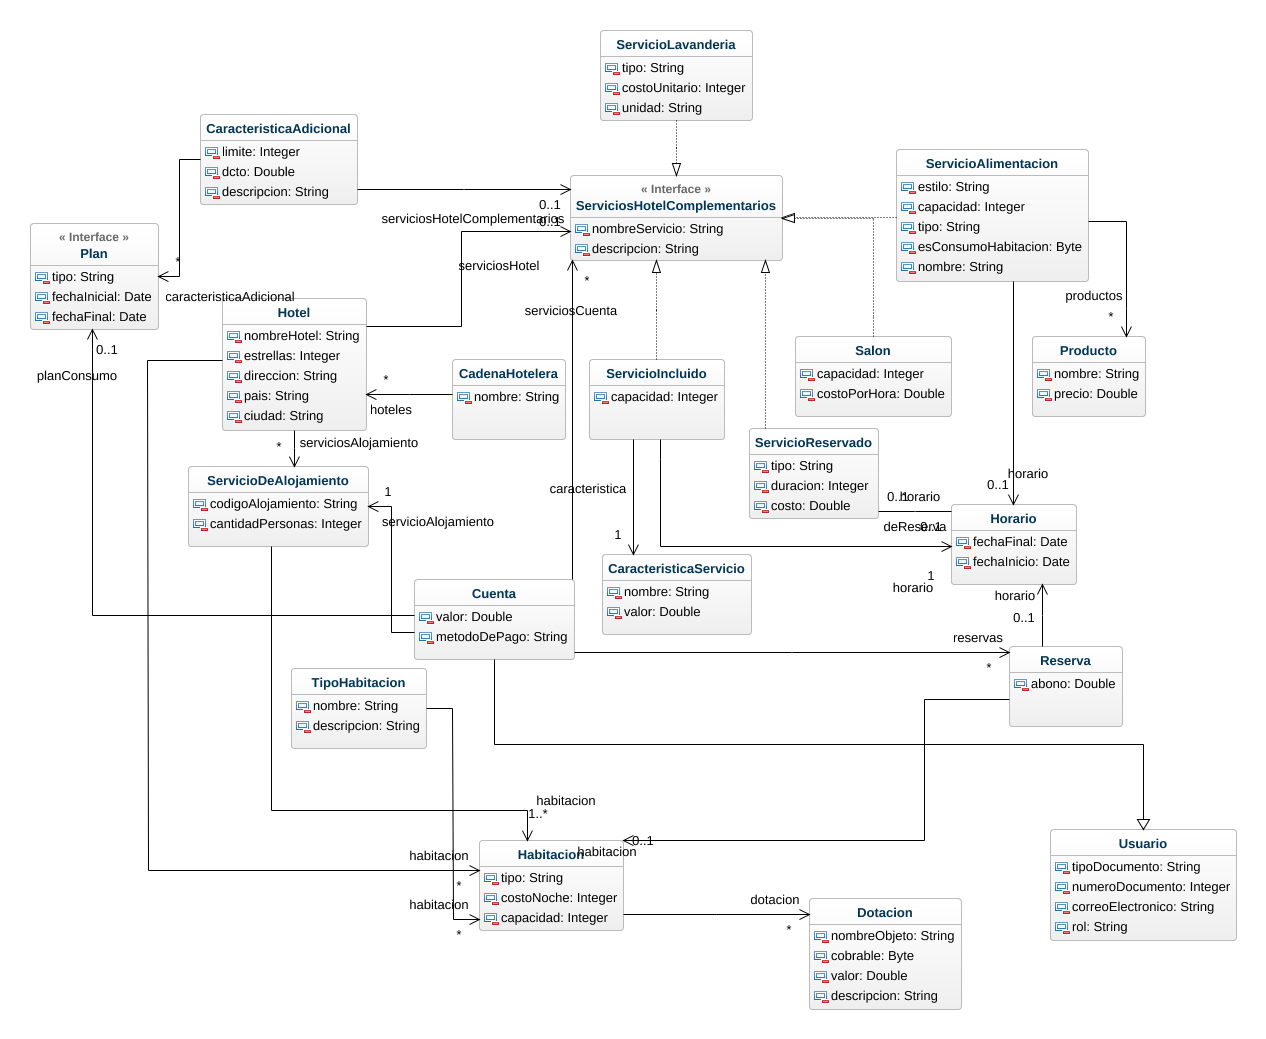 ServicioLavanderia
tipo: String
costoUnitario: Integer
unidad: String
CaracteristicaAdicional
limite: Integer
dcto: Double
descripcion: String
« Interface »
ServiciosHotelComplementarios
nombreServicio: String
descripcion: String
ServicioAlimentacion
estilo: String
capacidad: Integer
tipo: String
esConsumoHabitacion: Byte
nombre: String
0..1
serviciosHotelComplementarios
0..1
serviciosHotel
*
serviciosCuenta
« Interface »
Plan
tipo: String
fechaInicial: Date
fechaFinal: Date
*
caracteristicaAdicional
0..1
planConsumo
Hotel
nombreHotel: String
estrellas: Integer
direccion: String
pais: String
ciudad: String
*
hoteles
CadenaHotelera
nombre: String
ServicioIncluido
capacidad: Integer
Salon
capacidad: Integer
costoPorHora: Double
productos
*
Producto
nombre: String
precio: Double
*
serviciosAlojamiento
ServicioDeAlojamiento
codigoAlojamiento: String
cantidadPersonas: Integer
1
servicioAlojamiento
caracteristica
1
ServicioReservado
tipo: String
duracion: Integer
costo: Double
horario
0..1
0..1
horario
deReserva
0..1
Horario
fechaFinal: Date
fechaInicio: Date
1
horario
horario
0..1
CaracteristicaServicio
nombre: String
valor: Double
Cuenta
valor: Double
metodoDePago: String
reservas
*
Reserva
abono: Double
TipoHabitacion
nombre: String
descripcion: String
habitacion
1..*
0..1
habitacion
habitacion
*
habitacion
*
Habitacion
tipo: String
costoNoche: Integer
capacidad: Integer
dotacion
*
Dotacion
nombreObjeto: String
cobrable: Byte
valor: Double
descripcion: String
Usuario
tipoDocumento: String
numeroDocumento: Integer
correoElectronico: String
rol: String